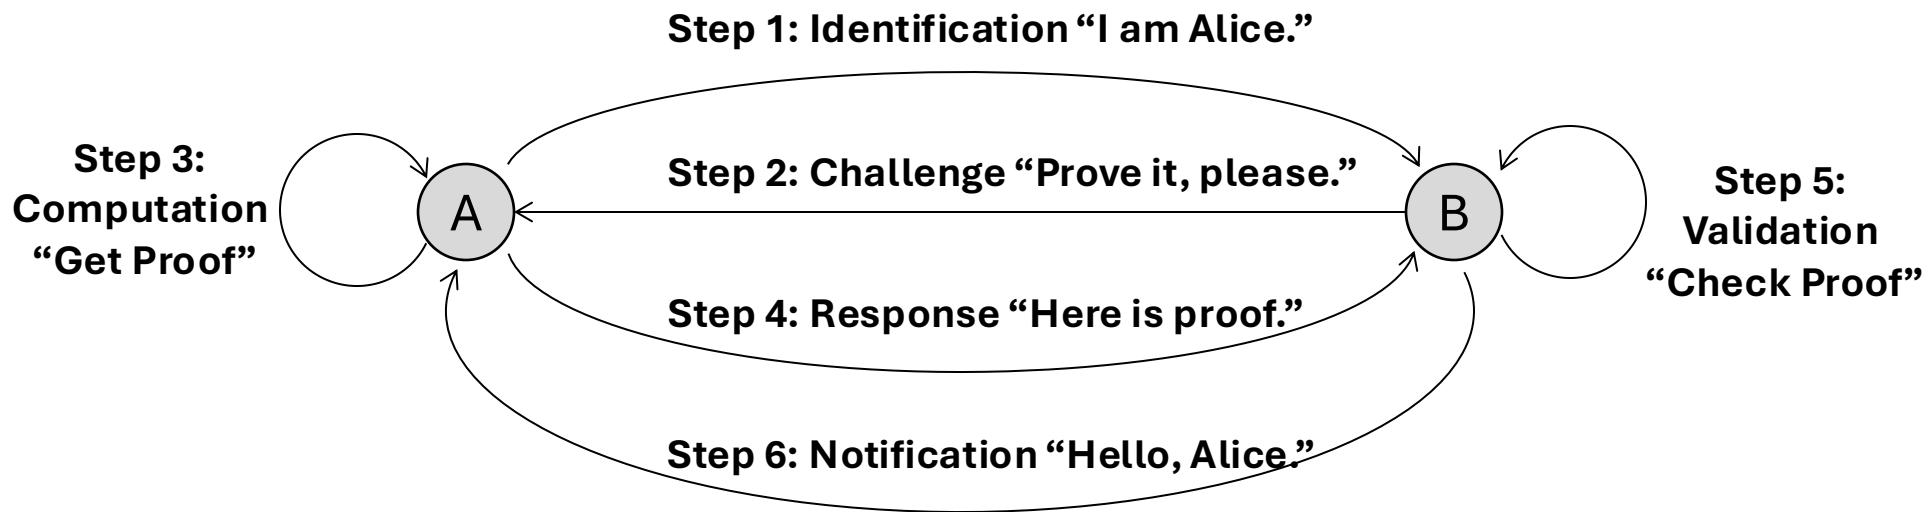 Step 1: Identification “I am Alice.”
Step 3:
Computation
“Get Proof”
A
Step 2: Challenge “Prove it, please.”
B
Step 5:
Validation
“Check Proof”
Step 4: Response “Here is proof.”
Step 6: Notification “Hello, Alice.”